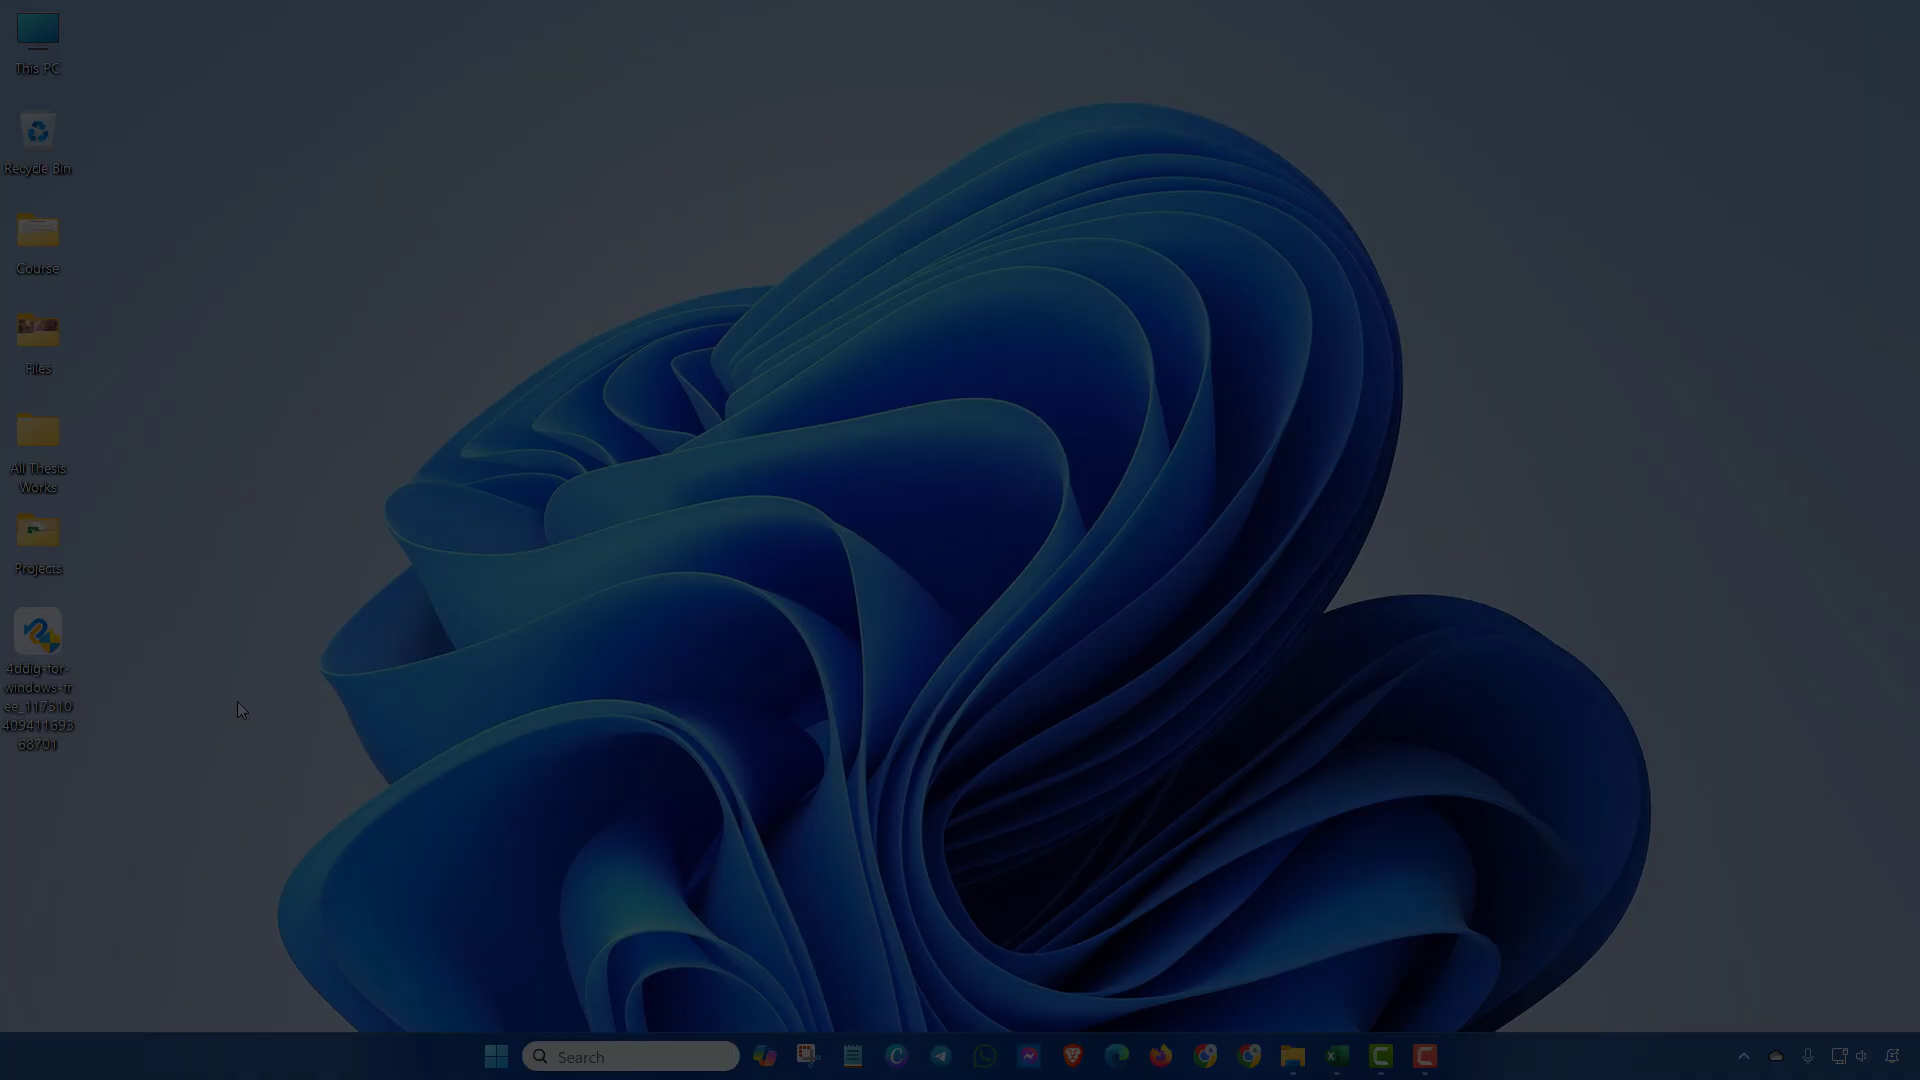 This PC
Recycle Bin
Course
Files
All Thesis
Works
Projects
4ddig-for-
windows-fr
ee_117310
409411693
68701
Search